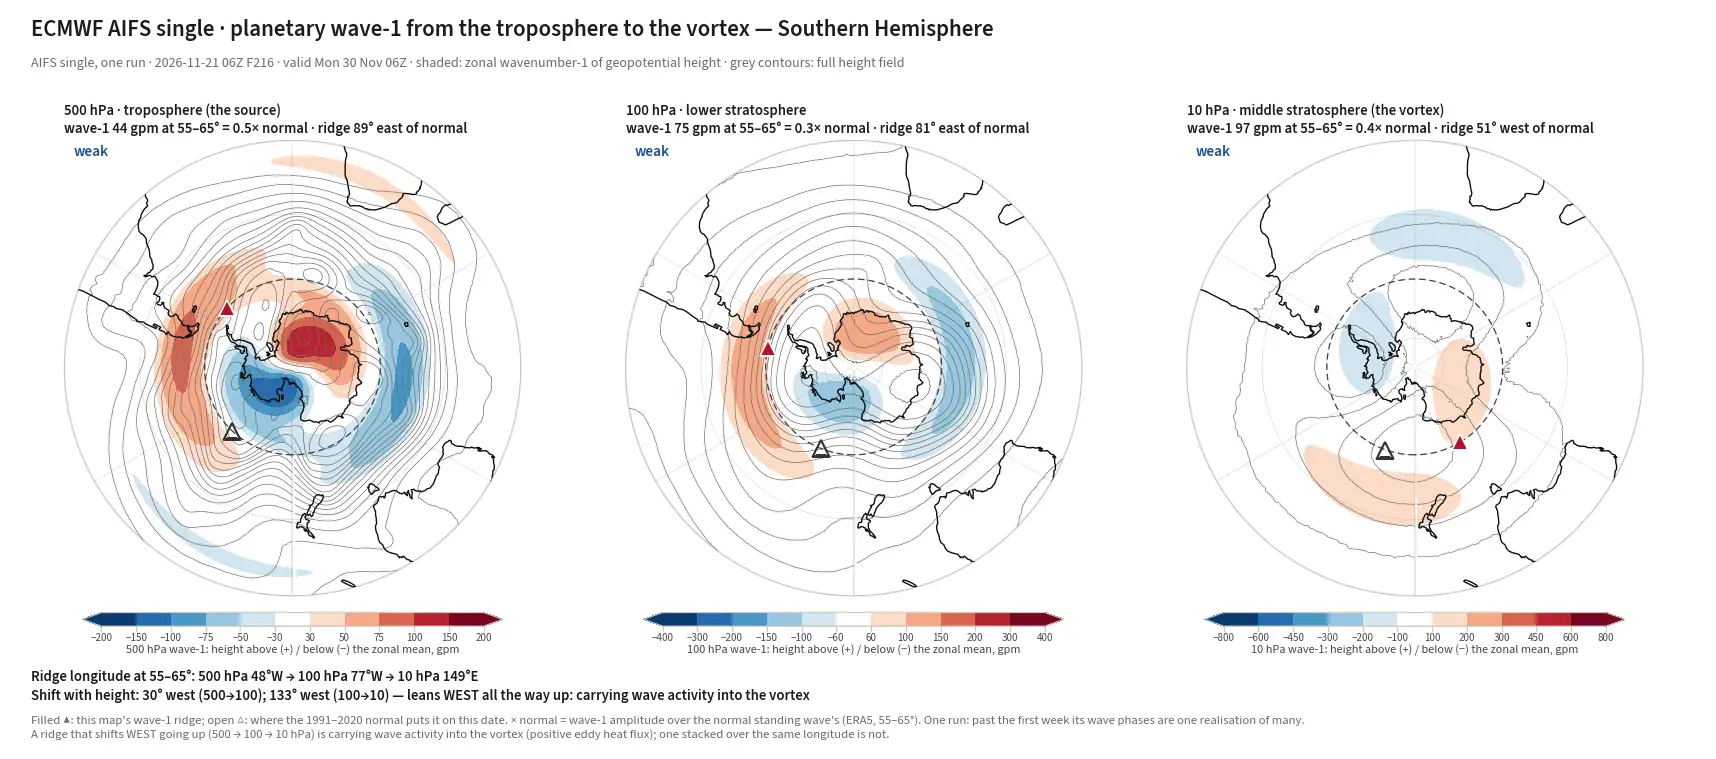 ECMWF AIFS single · planetary wave-1 from the troposphere to the vortex — Southern Hemisphere
AIFS single, one run · 2026-11-21 06Z F216 · valid Mon 30 Nov 06Z · shaded: zonal wavenumber-1 of geopotential height · grey contours: full height field
500 hPa · troposphere (the source)
wave-1 44 gpm at 55–65° = 0.5× normal · ridge 89° east of normal
weak
100 hPa · lower stratosphere
wave-1 75 gpm at 55–65° = 0.3× normal · ridge 81° east of normal
weak
10 hPa · middle stratosphere (the vortex)
wave-1 97 gpm at 55–65° = 0.4× normal · ridge 51° west of normal
weak
−200 −150 −100 −75 −50 −30 30 50 75 100 150 200
500 hPa wave-1: height above (+) / below (−) the zonal mean, gpm
−400 −300 −200 −150 −100 −60 60 100 150 200 300 400
100 hPa wave-1: height above (+) / below (−) the zonal mean, gpm
−800 −600 −450 −300 −200 −100 100 200 300 450 600 800
10 hPa wave-1: height above (+) / below (−) the zonal mean, gpm
Ridge longitude at 55–65°: 500 hPa 48°W → 100 hPa 77°W → 10 hPa 149°E
Shift with height: 30° west (500→100); 133° west (100→10) — leans WEST all the way up: carrying wave activity into the vortex
Filled ▲: this map's wave-1 ridge; open △: where the 1991–2020 normal puts it on this date. × normal = wave-1 amplitude over the normal standing wave's (ERA5, 55–65°). One run: past the first week its wave phases are one realisation of many.
A ridge that shifts WEST going up (500 → 100 → 10 hPa) is carrying wave activity into the vortex (positive eddy heat flux); one stacked over the same longitude is not.